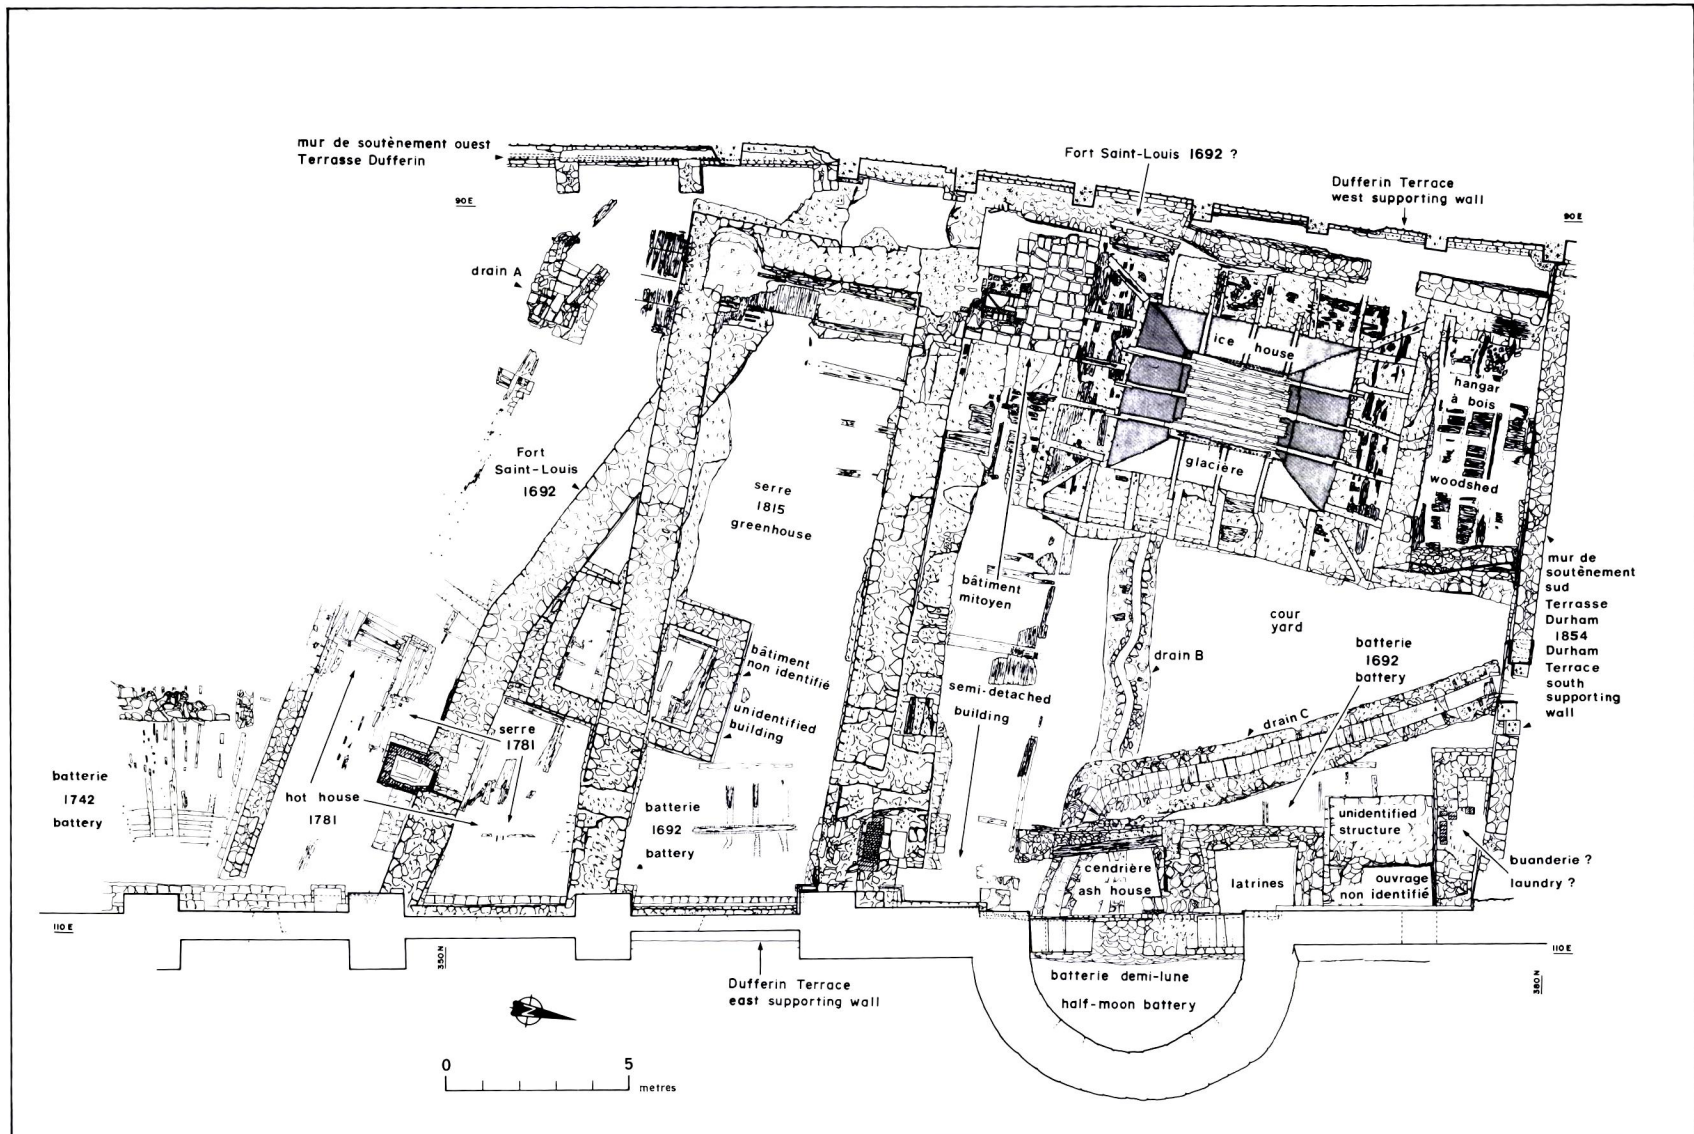 mur de soutènement ouest
Terrasse Dufferin
Fort Saint-Louis 1692 ?
Dufferin Terrace
west supporting wall
90 E
90 E
drain A
ice house
hangar
à bois
Fort
Saint-Louis
1692
glacière
woodshed
serre
1815
greenhouse
bâtiment
mitoyen
cour
yard
mur de
soutènement
sud
Terrasse
Durham
1854
Durham
Terrace
south
supporting
wall
batterie
1692
battery
drain B
bâtiment
non identifié
unidentified
building
semi-detached
building
drain C
serre
1781
batterie
1742
battery
hot house
1781
batterie
1692
battery
unidentified
structure
buanderie ?
laundry ?
cendrière
ash house
latrines
ouvrage
non identifié
110 E
350 N
110 E
380 N
Dufferin Terrace
east supporting wall
batterie demi-lune
half-moon battery
N
0 5
metres